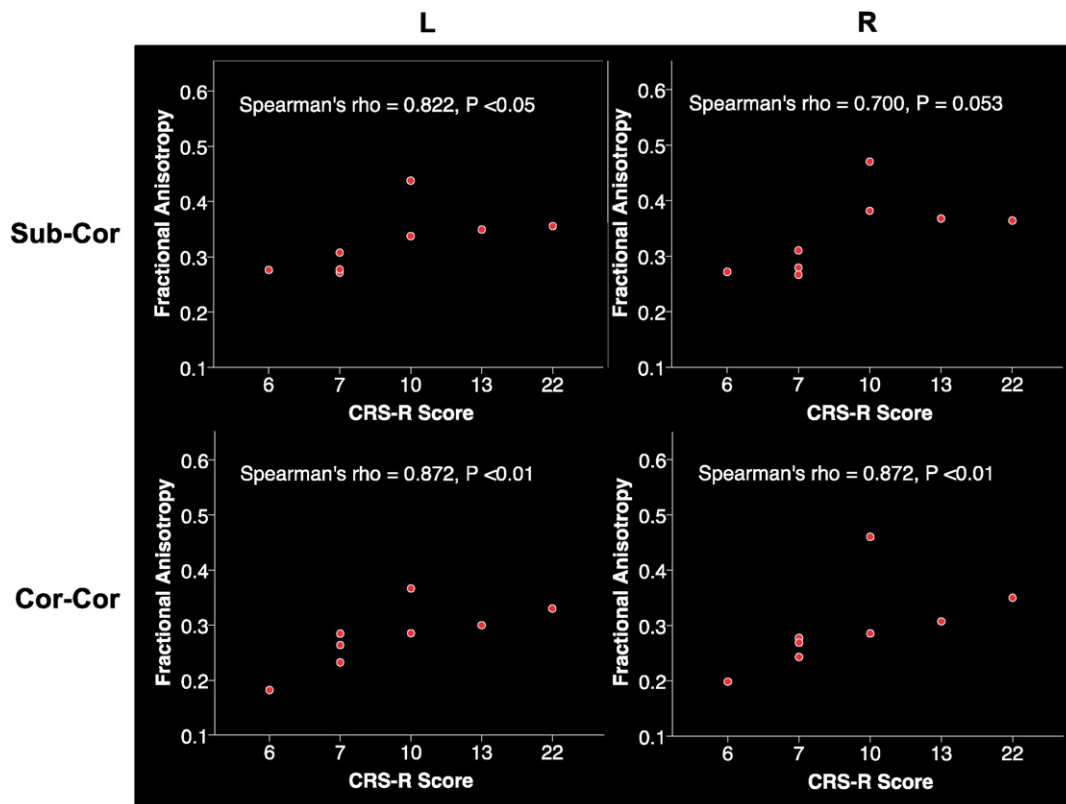 L
R
Sub-Cor
Fractional Anisotropy
0.6
0.5
0.4
0.3
0.2
0.1
Spearman's rho = 0.822, P <0.05
6 7 10 13 22
CRS-R Score
Fractional Anisotropy
0.6
0.5
0.4
0.3
0.2
0.1
Spearman's rho = 0.700, P = 0.053
6 7 10 13 22
CRS-R Score
Cor-Cor
Fractional Anisotropy
0.6
0.5
0.4
0.3
0.2
0.1
Spearman's rho = 0.872, P <0.01
6 7 10 13 22
CRS-R Score
Fractional Anisotropy
0.6
0.5
0.4
0.3
0.2
0.1
Spearman's rho = 0.872, P <0.01
6 7 10 13 22
CRS-R Score